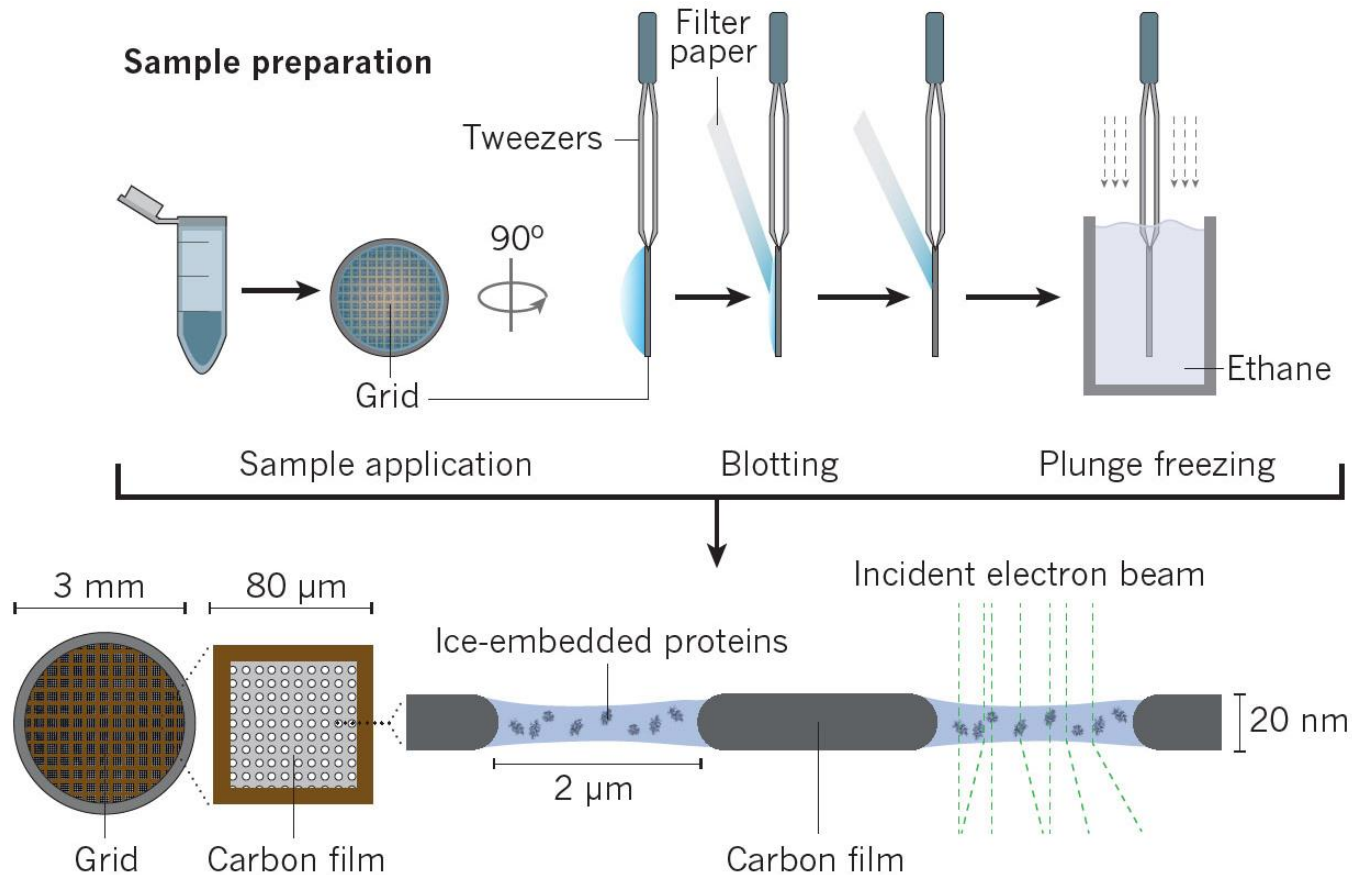 Sample preparation
Filter
paper
Tweezers
90º
Grid
Ethane
Sample application
Blotting
Plunge freezing
3 mm
80 µm
Incident electron beam
Ice-embedded proteins
20 nm
2 µm
Grid
Carbon film
Carbon film